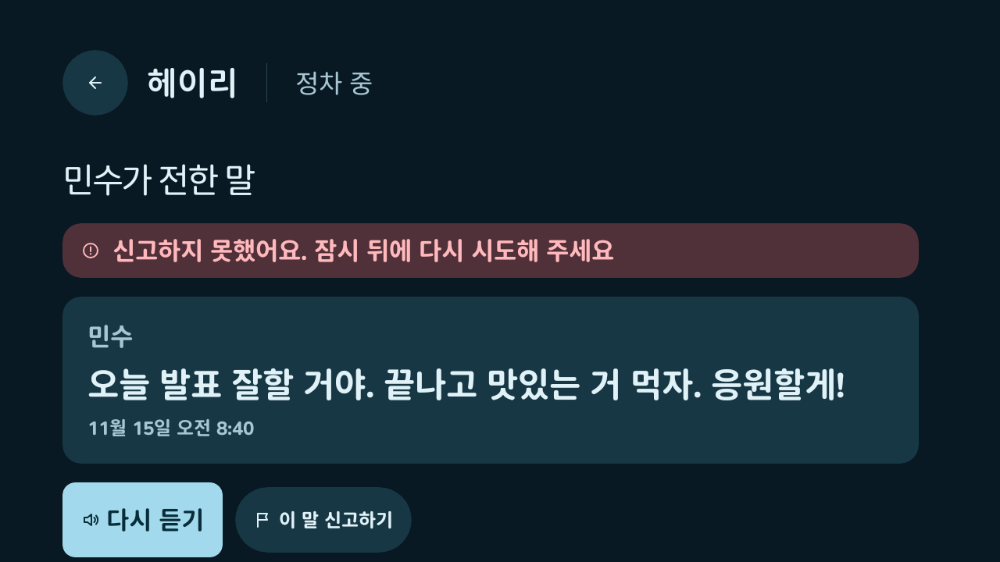 헤이리
정차 중
민수가 전한 말
신고하지 못했어요. 잠시 뒤에 다시 시도해 주세요
민수
오늘 발표 잘할 거야. 끝나고 맛있는 거 먹자. 응원할게!
11월 15일 오전 8:40
다시 듣기
이 말 신고하기